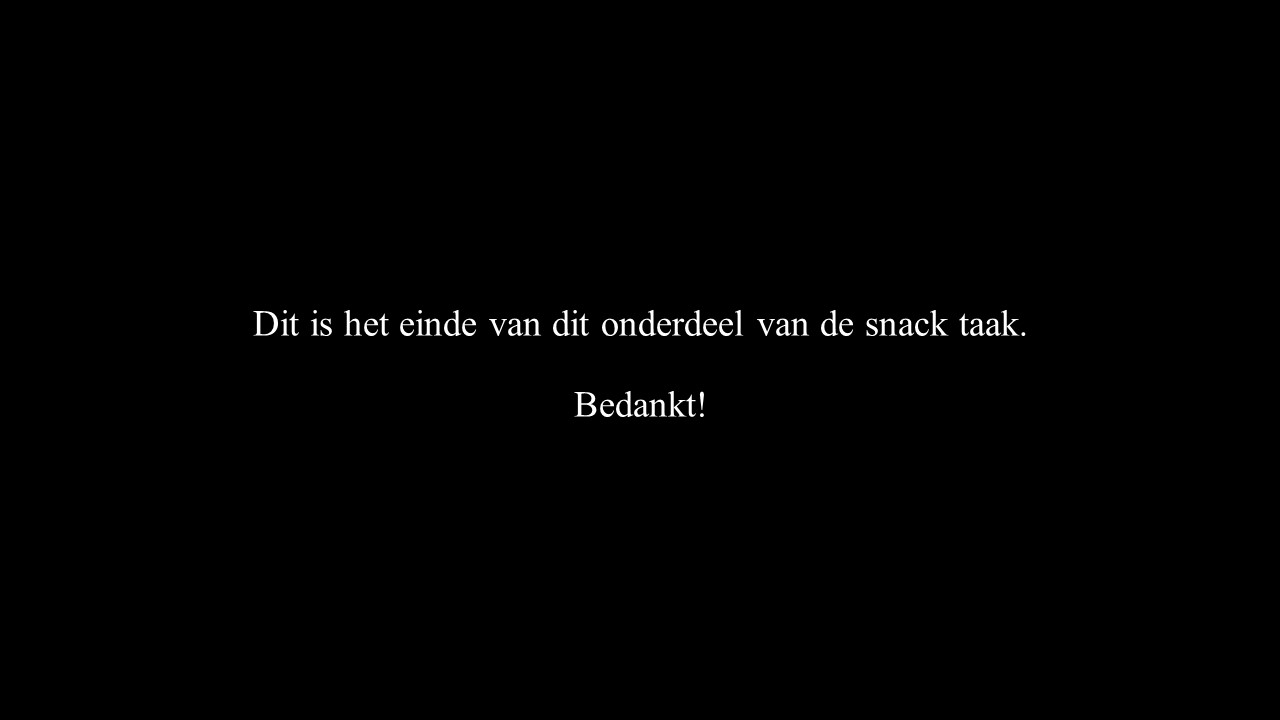 Dit is het einde van dit onderdeel van de snack taak.
Bedankt!